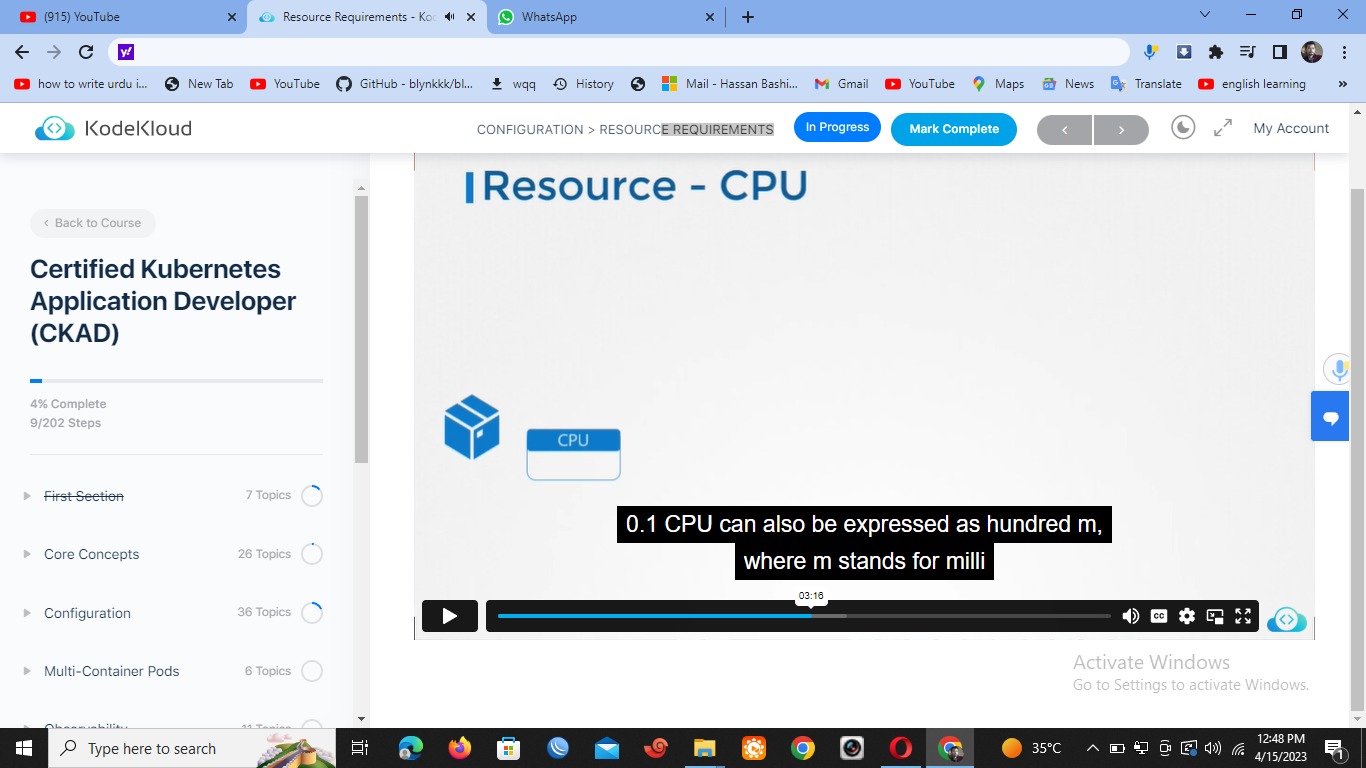 (915) YouTube
Resource Requirements - Ko
WhatsApp
how to write urdu i...
New Tab
YouTube
GitHub - blynkkk/bl...
wqq
History
Mail - Hassan Bashi...
Gmail
YouTube
Maps
News
Translate
english learning
KodeKloud
CONFIGURATION > RESOURCE REQUIREMENTS
In Progress
Mark Complete
My Account
Back to Course
Certified Kubernetes
Application Developer
(CKAD)
4% Complete
9/202 Steps
First Section
7 Topics
Core Concepts
26 Topics
Configuration
36 Topics
Multi-Container Pods
6 Topics
Observability
11 Topics
Resource - CPU
CPU
0.1 CPU can also be expressed as hundred m,
where m stands for milli
03:16
CC
Activate Windows
Go to Settings to activate Windows.
Type here to search
35°C
12:48 PM
4/15/2023
1